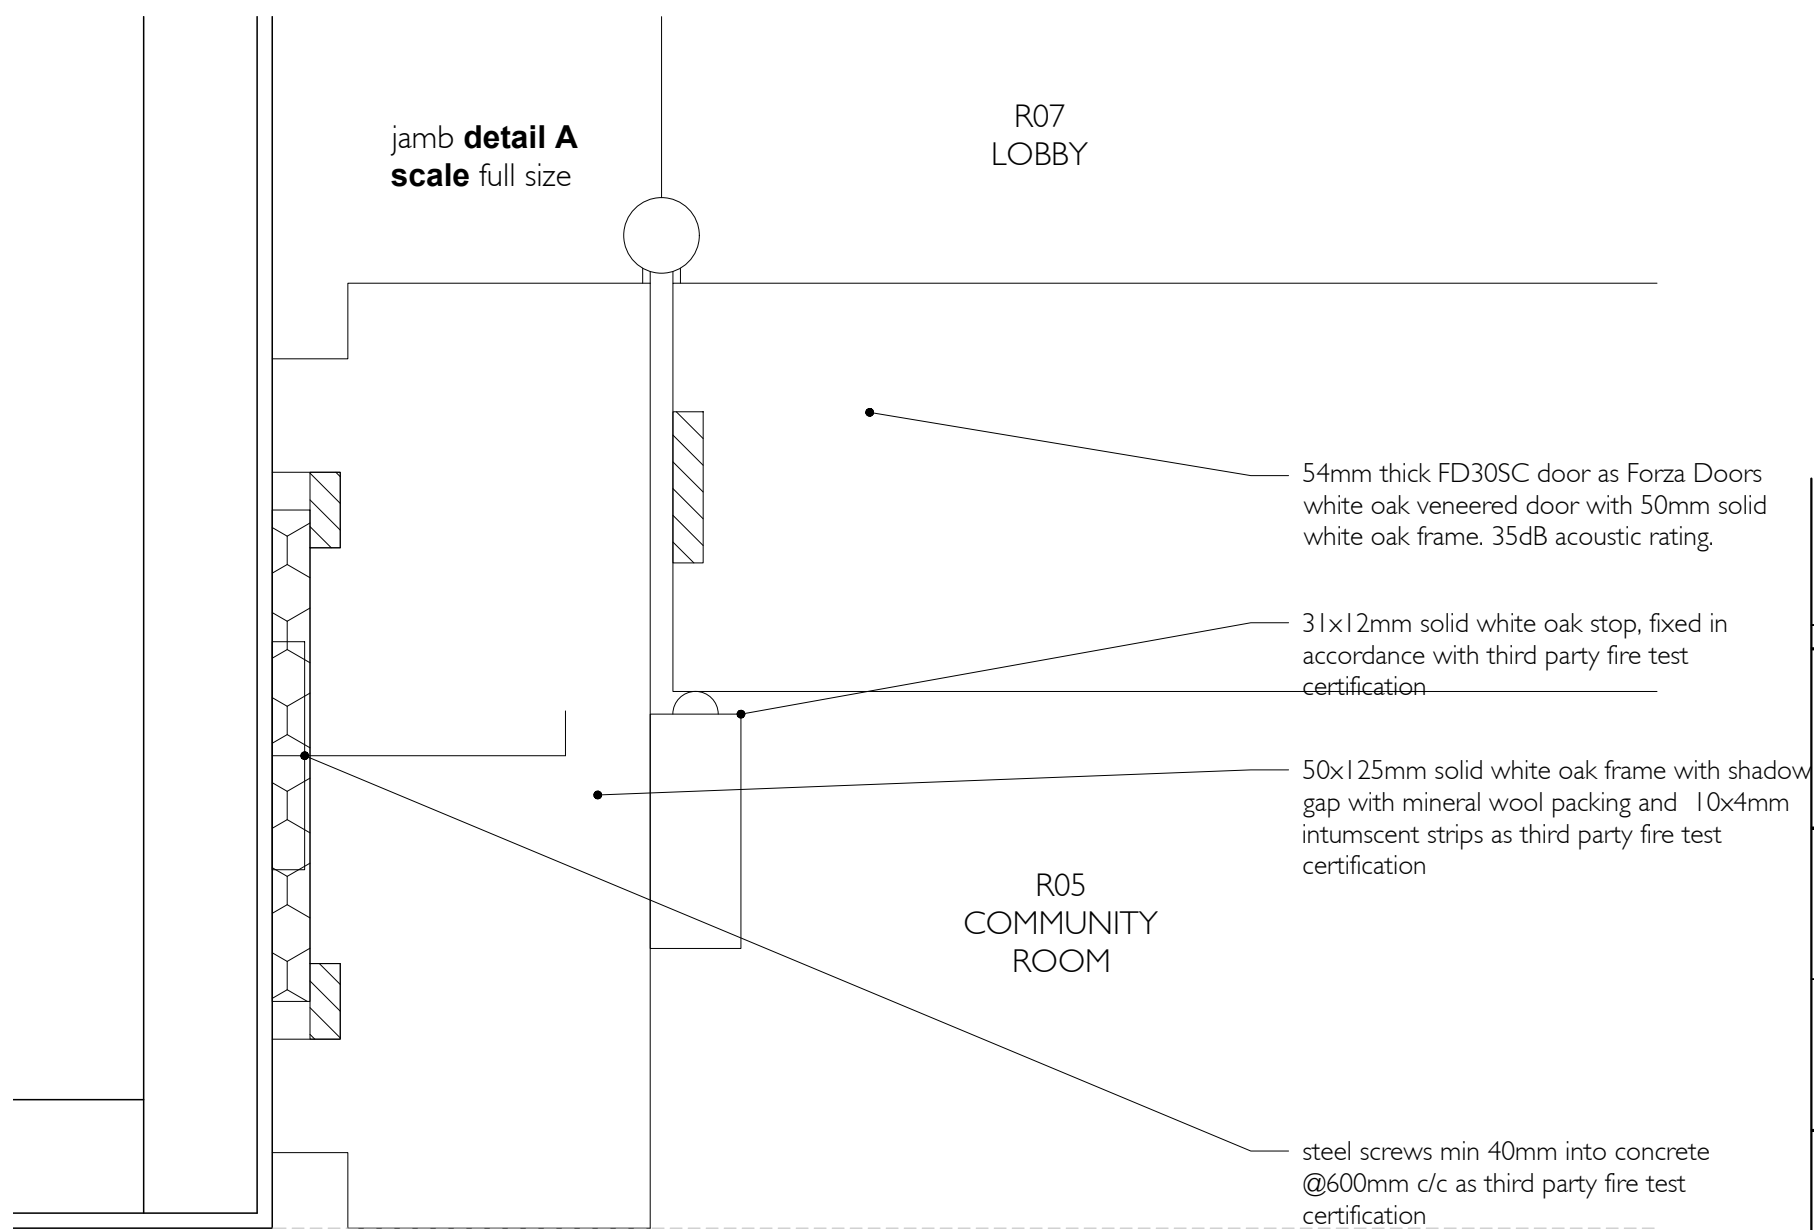 jamb detail A
scale full size
R07
LOBBY
54mm thick FD30SC door as Forza Doors
white oak veneered door with 50mm solid
white oak frame. 35dB acoustic rating.
31x12mm solid white oak stop, fixed in
accordance with third party fire test
certification
50x125mm solid white oak frame with shadow
gap with mineral wool packing and 10x4mm
intumscent strips as third party fire test
certification
R05
COMMUNITY
ROOM
steel screws min 40mm into concrete
@600mm c/c as third party fire test
certification